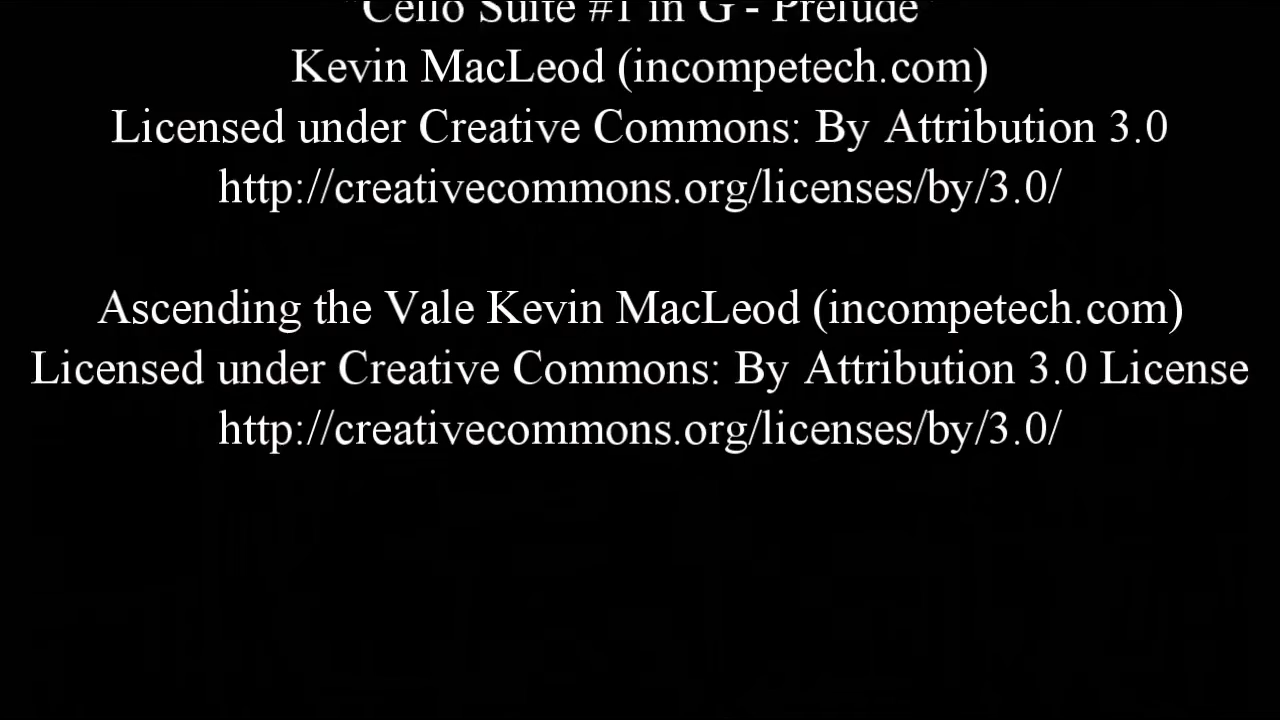 "Cello Suite #1 in G - Prelude"
Kevin MacLeod (incompetech.com)
Licensed under Creative Commons: By Attribution 3.0
http://creativecommons.org/licenses/by/3.0/
Ascending the Vale Kevin MacLeod (incompetech.com)
Licensed under Creative Commons: By Attribution 3.0 License
http://creativecommons.org/licenses/by/3.0/